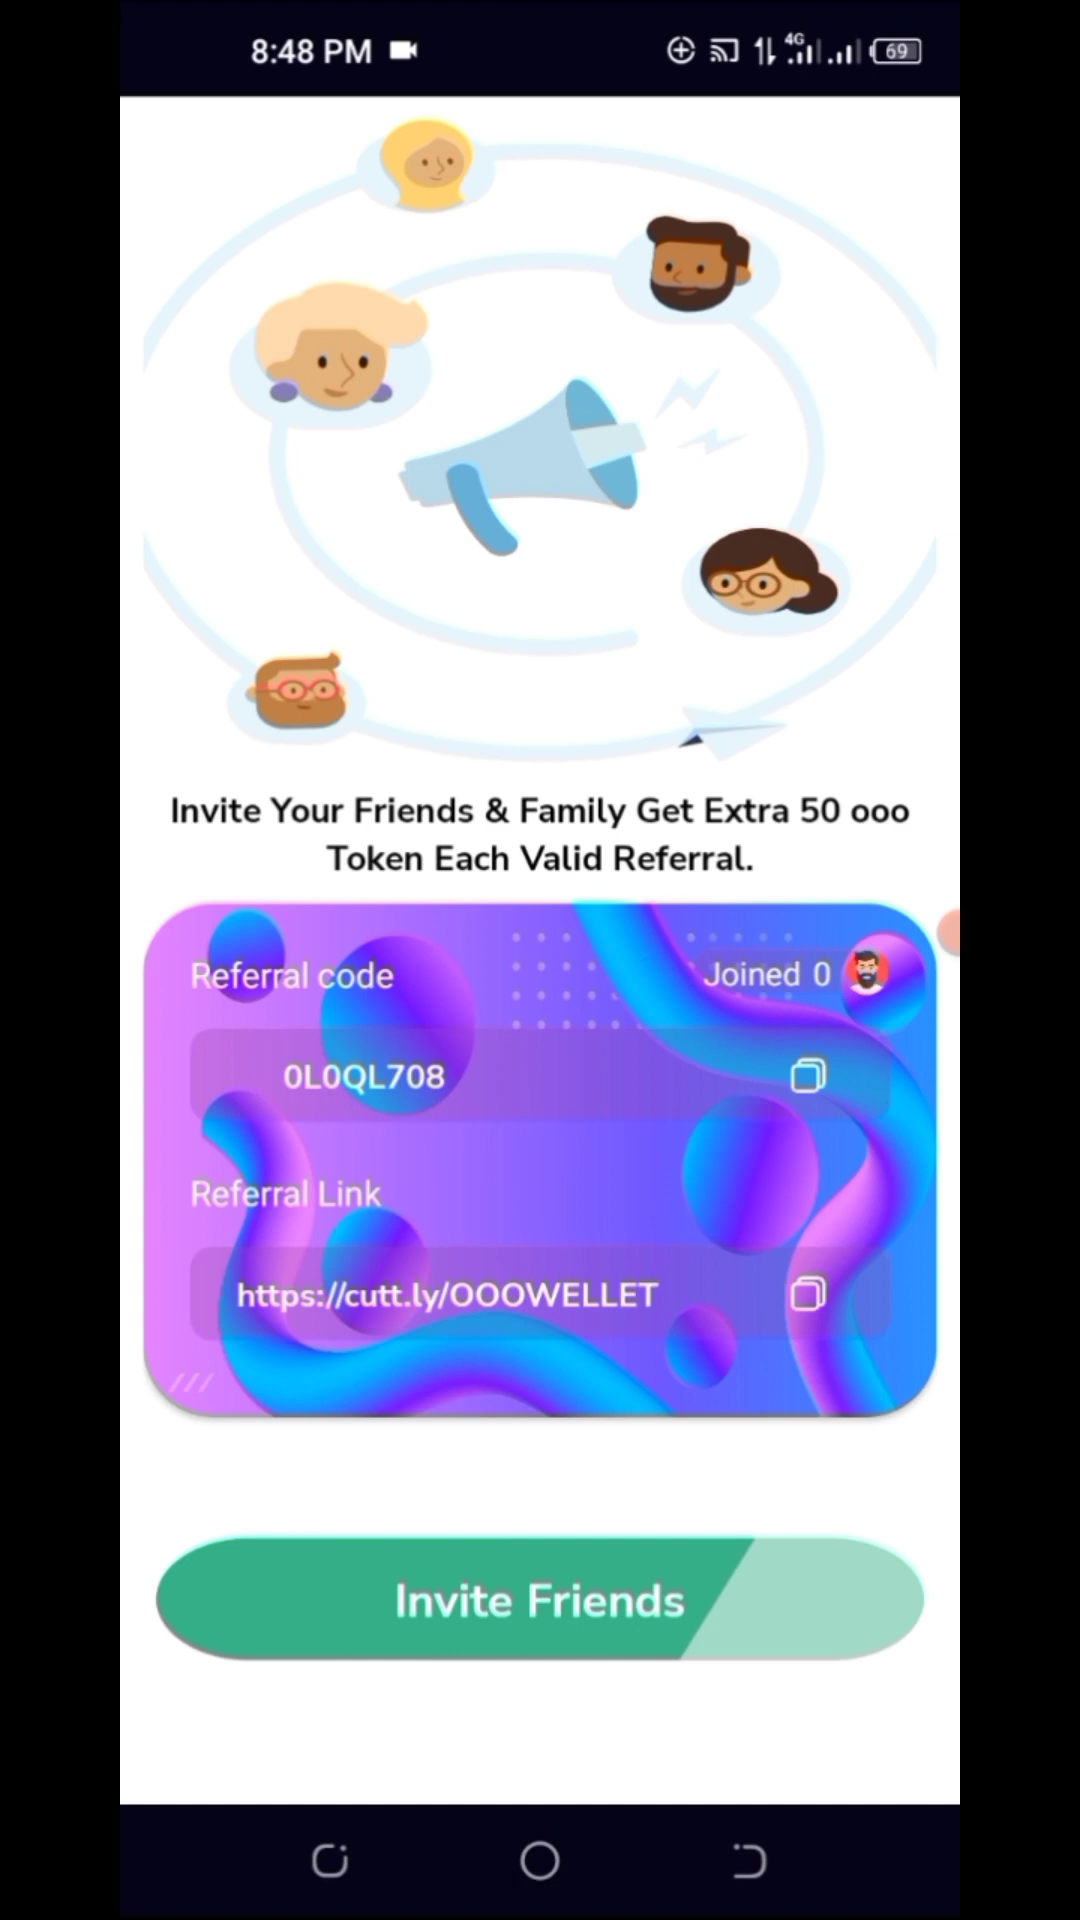 8:48 PM
4G
69
Invite Your Friends & Family Get Extra 50 ooo
Token Each Valid Referral.
Referral code
Joined 0
0L0QL708
Referral Link
https://cutt.ly/OOOWELLET
Invite Friends